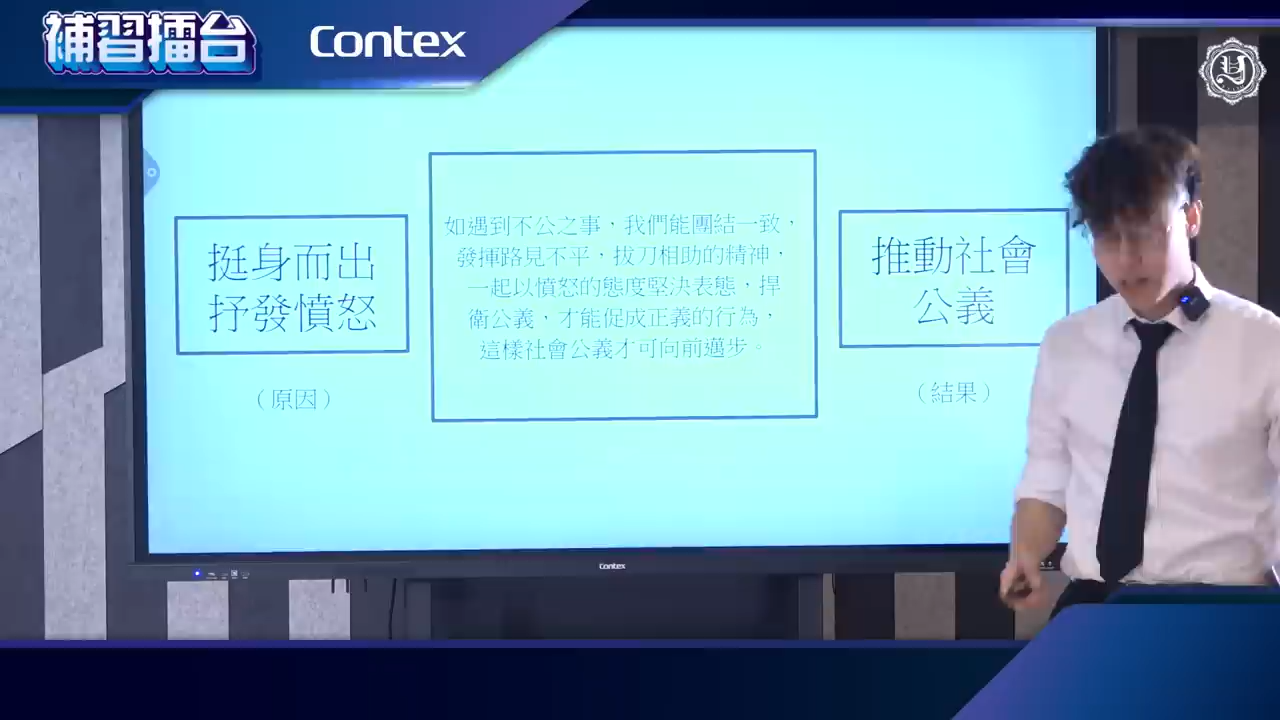 補習擂台
Contex
挺身而出
抒發憤怒
（原因）
如遇到不公之事，我們能團結一致，
發揮路見不平，拔刀相助的精神，
一起以憤怒的態度堅決表態，捍
衛公義，才能促成正義的行為，
這樣社會公義才可向前邁步。
推動社會
公義
（結果）
Contex